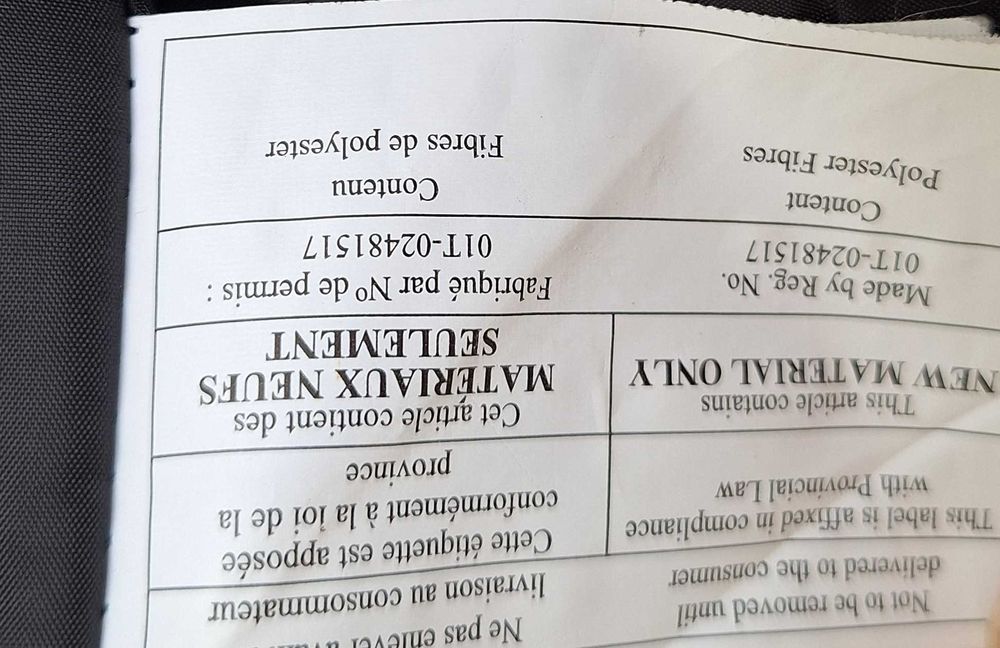 Not to be removed until
delivered to the consumer
Ne pas enlever
livraison au consommateur
This label is affixed in compliance
with Provincial Law
Cette étiquette est apposée
conformément à la loi de la
province
This article contains
NEW MATERIAL ONLY
Cet article contient des
MATERIAUX NEUFS
SEULEMENT
Made by Reg. No.
01T-02481517
Fabriqué par Nº de permis :
01T-02481517
Content
Polyester Fibres
Contenu
Fibres de polyester